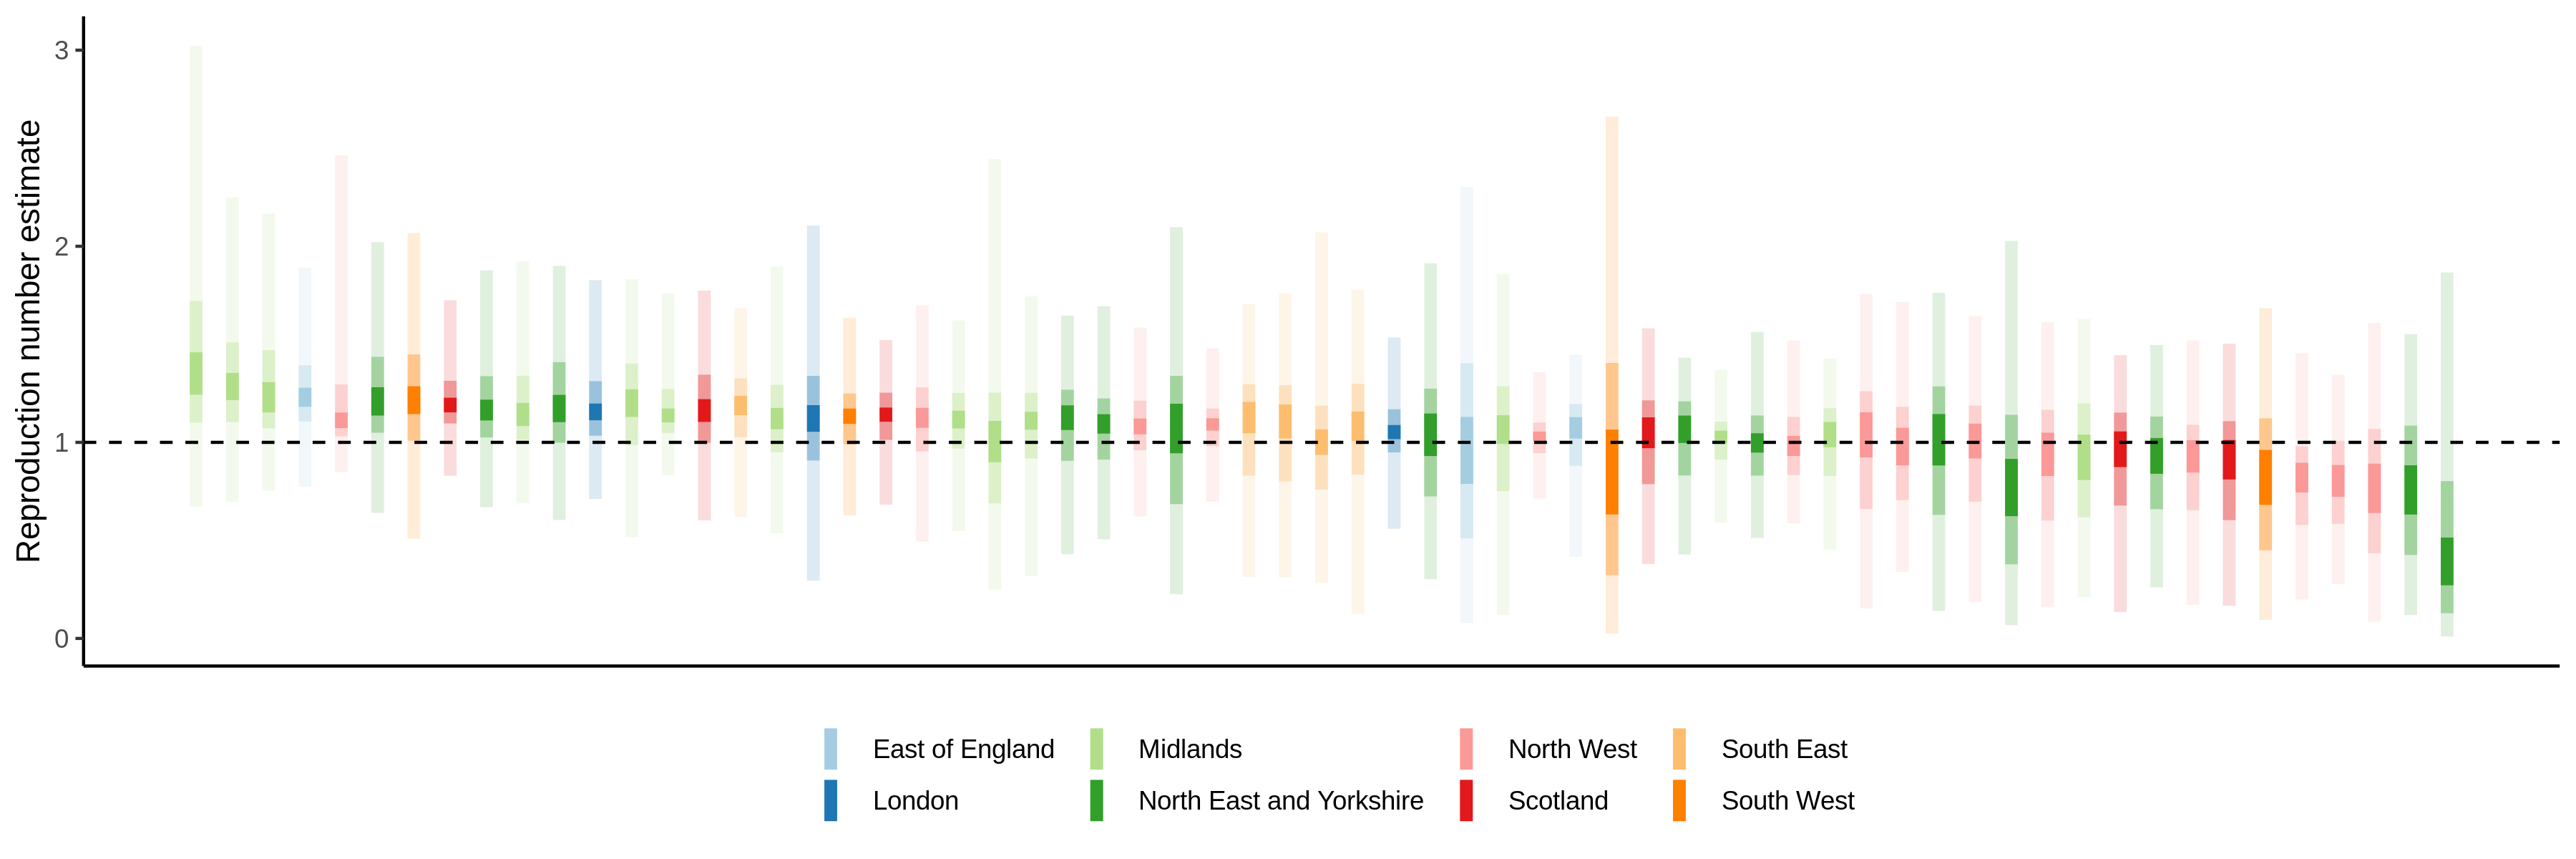 Reproduction number estimate
3
2
1
0
East of England
Midlands
North West
South East
London
North East and Yorkshire
Scotland
South West